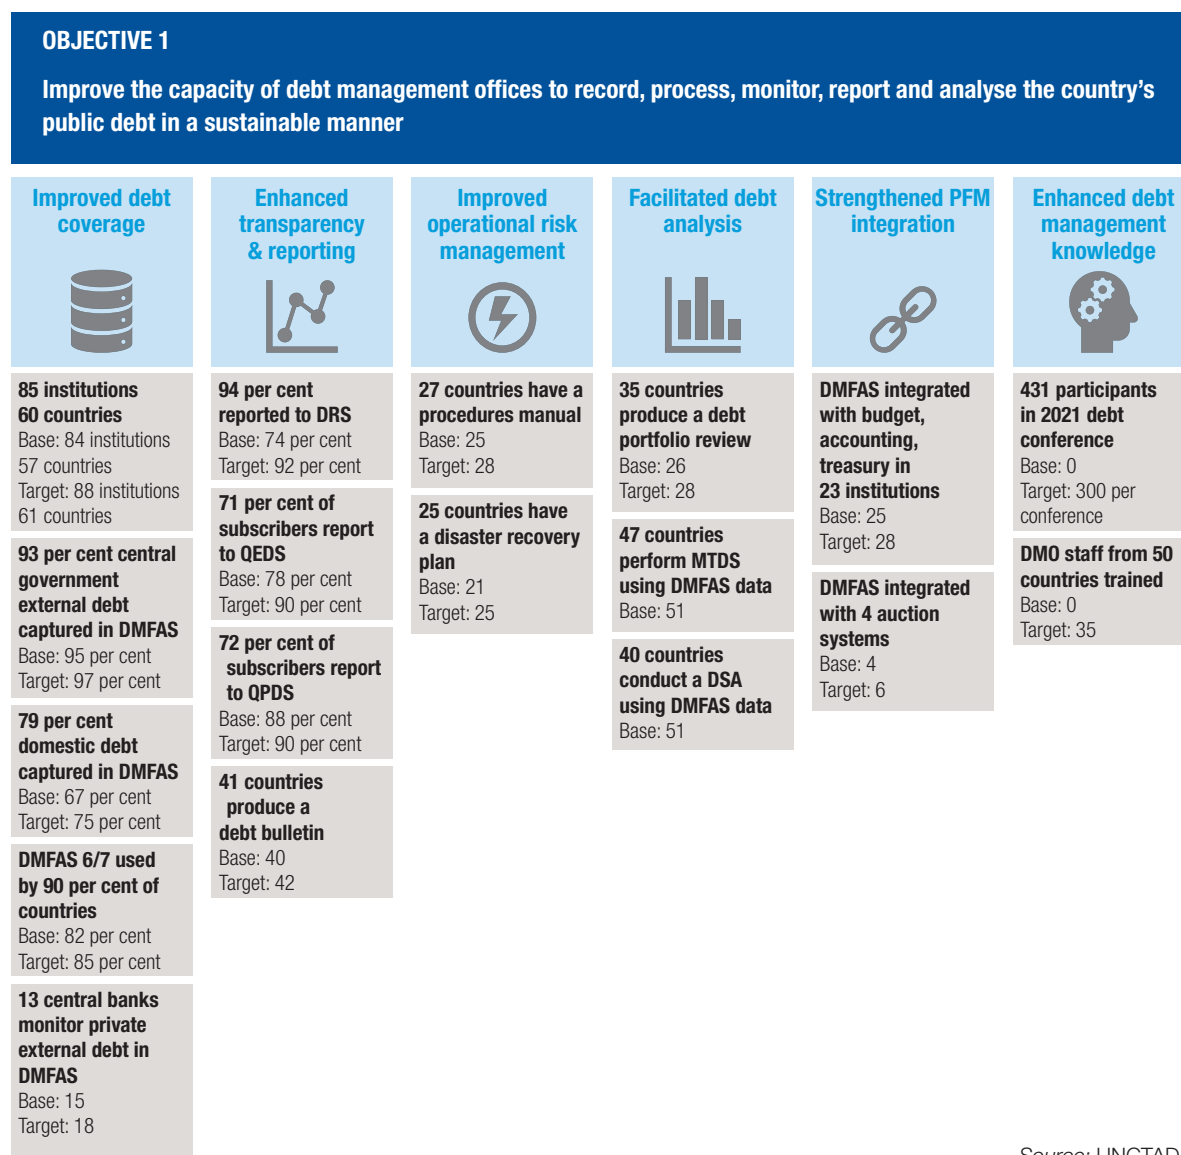 OBJECTIVE 1
Improve the capacity of debt management offices to record, process, monitor, report and analyse the country's
public debt in a sustainable manner
Improved debt
coverage
85 institutions
60 countries
Base: 84 institutions
57 countries
Target: 88 institutions
61 countries
93 per cent central
government
external debt
captured in DMFAS
Base: 95 per cent
Target: 97 per cent
79 per cent
domestic debt
captured in DMFAS
Base: 67 per cent
Target: 75 per cent
DMFAS 6/7 used
by 90 per cent of
countries
Base: 82 per cent
Target: 85 per cent
13 central banks
monitor private
external debt in
DMFAS
Base: 15
Target: 18
Enhanced
transparency
& reporting
94 per cent
reported to DRS
Base: 74 per cent
Target: 92 per cent
71 per cent of
subscribers report
to QEDS
Base: 78 per cent
Target: 90 per cent
72 per cent of
subscribers report
to QPDS
Base: 88 per cent
Target: 90 per cent
41 countries
produce a
debt bulletin
Base: 40
Target: 42
Improved
operational risk
management
27 countries have a
procedures manual
Base: 25
Target: 28
25 countries have
a disaster recovery
plan
Base: 21
Target: 25
Facilitated debt
analysis
35 countries
produce a debt
portfolio review
Base: 26
Target: 28
47 countries
perform MTDS
using DMFAS data
Base: 51
40 countries
conduct a DSA
using DMFAS data
Base: 51
Strengthened PFM
integration
DMFAS integrated
with budget,
accounting,
treasury in
23 institutions
Base: 25
Target: 28
DMFAS integrated
with 4 auction
systems
Base: 4
Target: 6
Enhanced debt
management
knowledge
431 participants
in 2021 debt
conference
Base: 0
Target: 300 per
conference
DMO staff from 50
countries trained
Base: 0
Target: 35
Source: UNCTAD